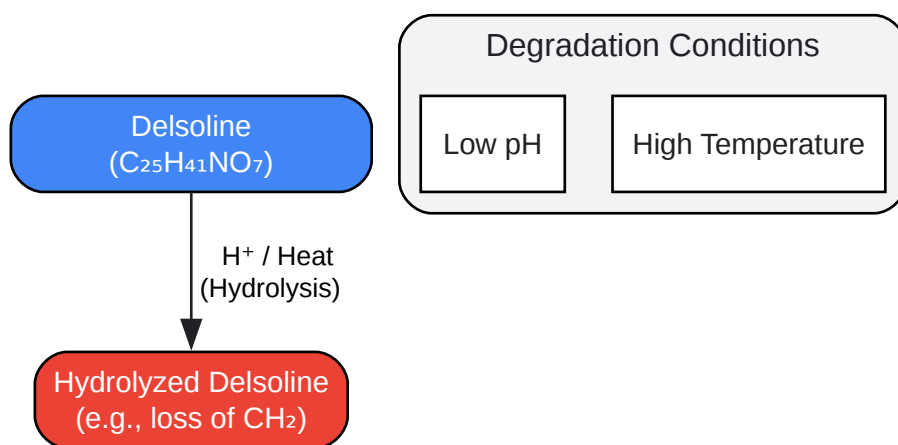 Degradation Conditions
Low pH
High Temperature
Delsoline
(C₂₅H₄₁NO₇)
H⁺ / Heat
(Hydrolysis)
Hydrolyzed Delsoline
(e.g., loss of CH₂)